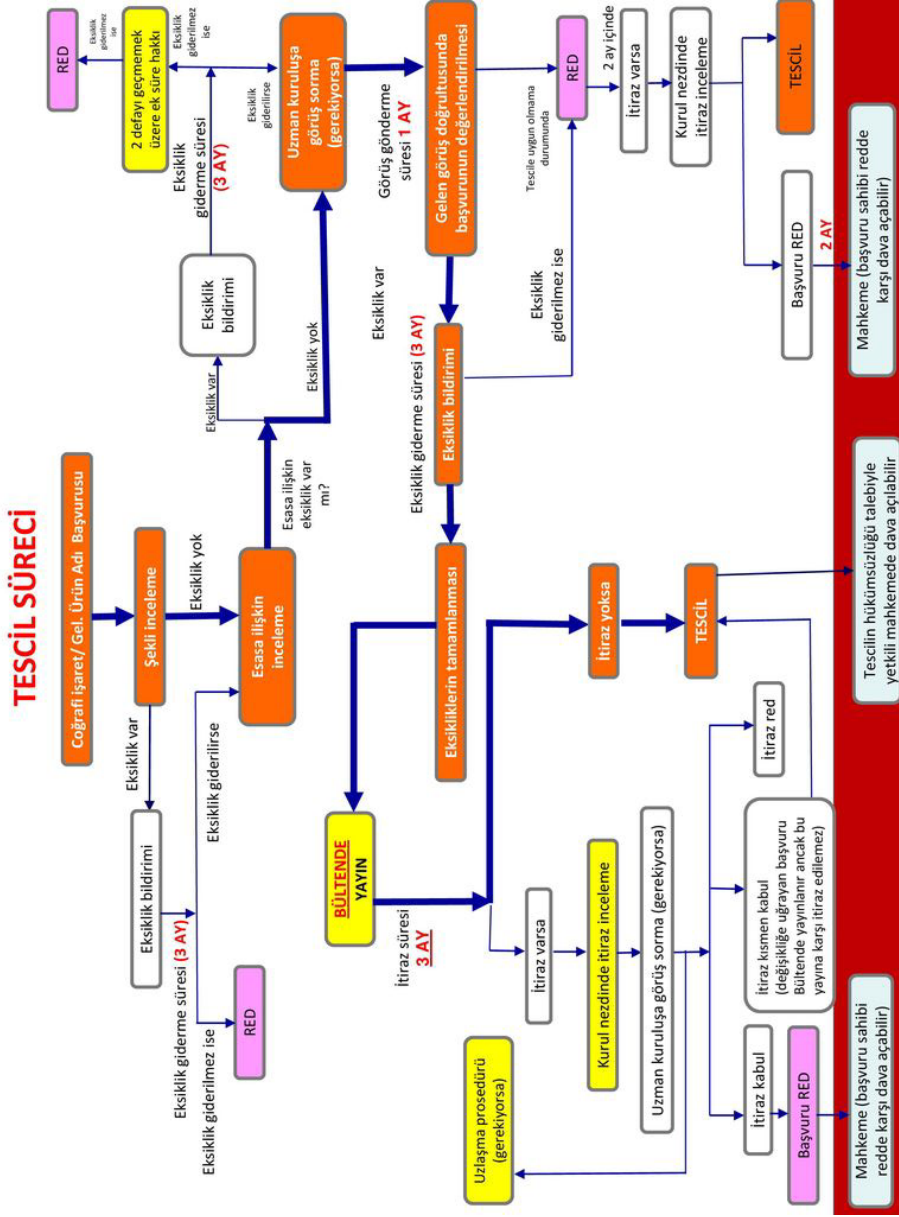 TESCİL SÜRECİ
Coğrafi işaret/ Gel. Ürün Adı Başvurusu
Şekli inceleme
Eksiklik var
Eksiklik bildirimi
Eksiklik giderme süresi (3 AY)
Eksiklik giderilmez ise
RED
Eksiklik giderilirse
Eksiklik yok
Esasa ilişkin
inceleme
Esasa ilişkin
eksiklik var
mı?
Eksiklik var
Eksiklik
bildirimi
Eksiklik
giderme süresi
(3 AY)
Eksiklik
giderilmez
ise
2 defayı geçmemek
üzere ek süre hakkı
Eksiklik
giderilmez
ise
RED
Eksiklik
giderilirse
Eksiklik yok
Uzman kuruluşa
görüş sorma
(gerekiyorsa)
Görüş gönderme
süresi 1 AY
Gelen görüş doğrultusunda
başvurunun değerlendirilmesi
Eksiklik var
Eksiklik giderme süresi (3 AY)
Eksiklik bildirimi
Eksiklik
giderilmez ise
Tescile uygun olmama
durumunda
RED
2 ay içinde
İtiraz varsa
Kurul nezdinde
itiraz inceleme
TESCİL
Başvuru RED
2 AY
Mahkeme (başvuru sahibi redde
karşı dava açabilir)
Eksikliklerin tamamlanması
BÜLTENDE
YAYIN
İtiraz süresi
3 AY
İtiraz yoksa
TESCİL
Tescilin hükümsüzlüğü talebiyle
yetkili mahkemede dava açılabilir
İtiraz varsa
Kurul nezdinde itiraz inceleme
Uzman kuruluşa görüş sorma (gerekiyorsa)
Uzlaşma prosedürü
(gerekiyorsa)
İtiraz red
İtiraz kısmen kabul
(değişikliğe uğrayan başvuru
Bültende yayınlanır ancak bu
yayına karşı itiraz edilemez)
İtiraz kabul
Başvuru RED
Mahkeme (başvuru sahibi
redde karşı dava açabilir)